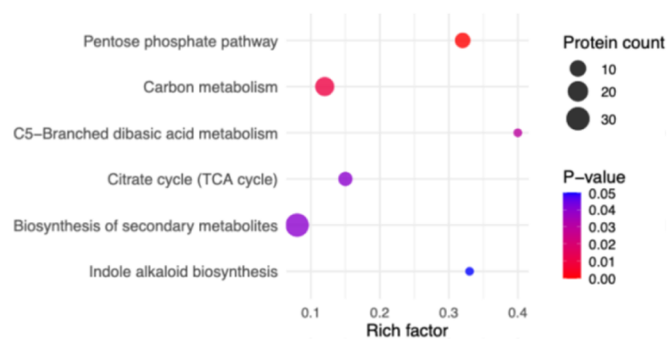 Pentose phosphate pathway
Carbon metabolism
C5−Branched dibasic acid metabolism
Citrate cycle (TCA cycle)
Biosynthesis of secondary metabolites
Indole alkaloid biosynthesis
0.1 0.2 0.3 0.4
Rich factor
Protein count
10
20
30
P−value
0.05
0.04
0.03
0.02
0.01
0.00